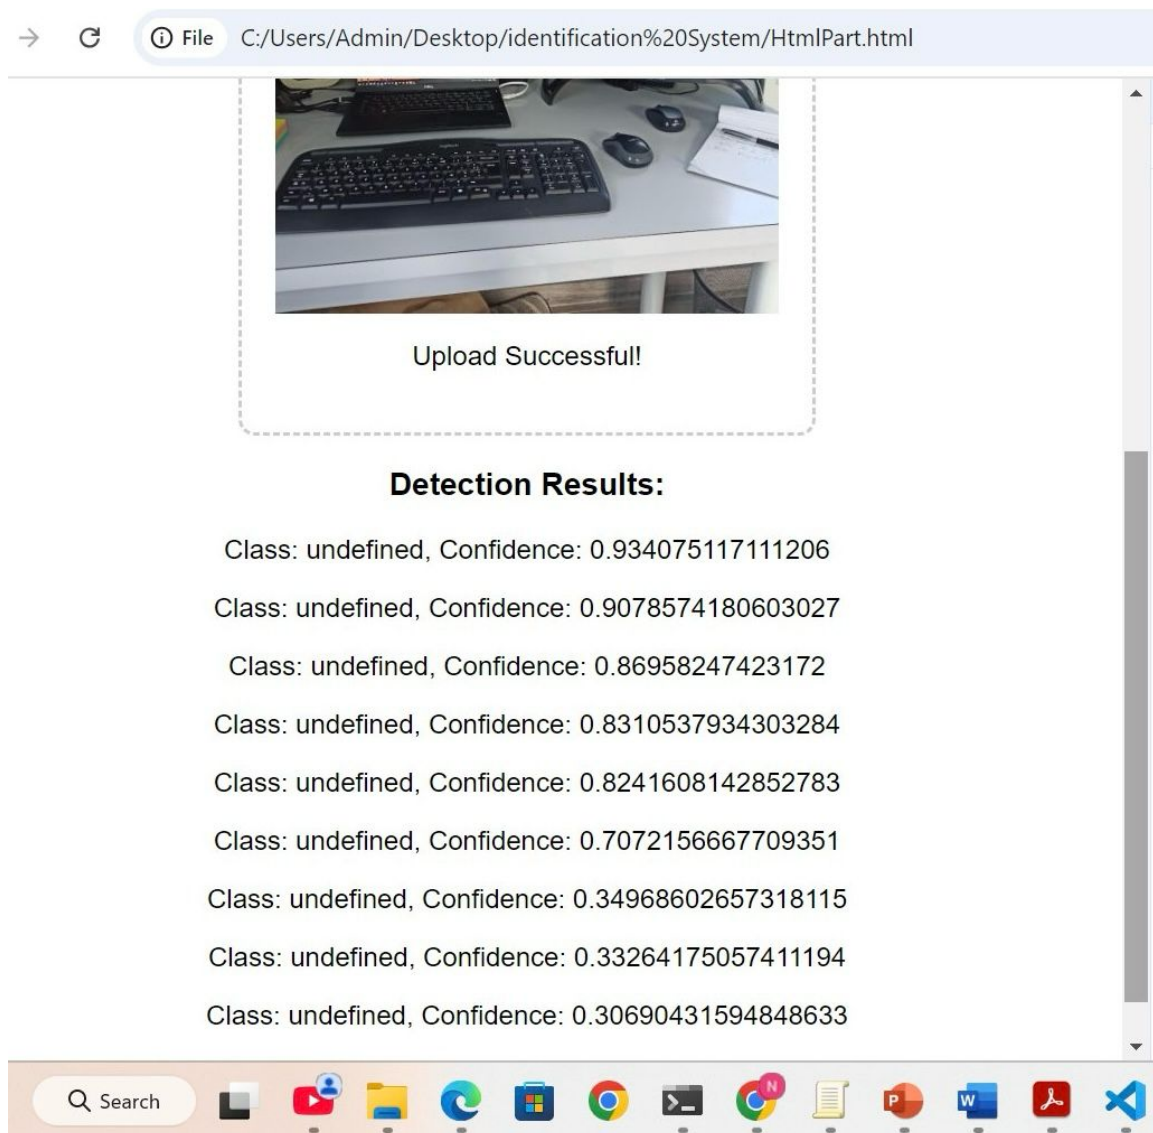 File C:/Users/Admin/Desktop/identification%20System/HtmlPart.html
Upload Successful!
Detection Results:
Class: undefined, Confidence: 0.934075117111206
Class: undefined, Confidence: 0.9078574180603027
Class: undefined, Confidence: 0.86958247423172
Class: undefined, Confidence: 0.8310537934303284
Class: undefined, Confidence: 0.8241608142852783
Class: undefined, Confidence: 0.7072156667709351
Class: undefined, Confidence: 0.34968602657318115
Class: undefined, Confidence: 0.33264175057411194
Class: undefined, Confidence: 0.30690431594848633
Search
N
P
W